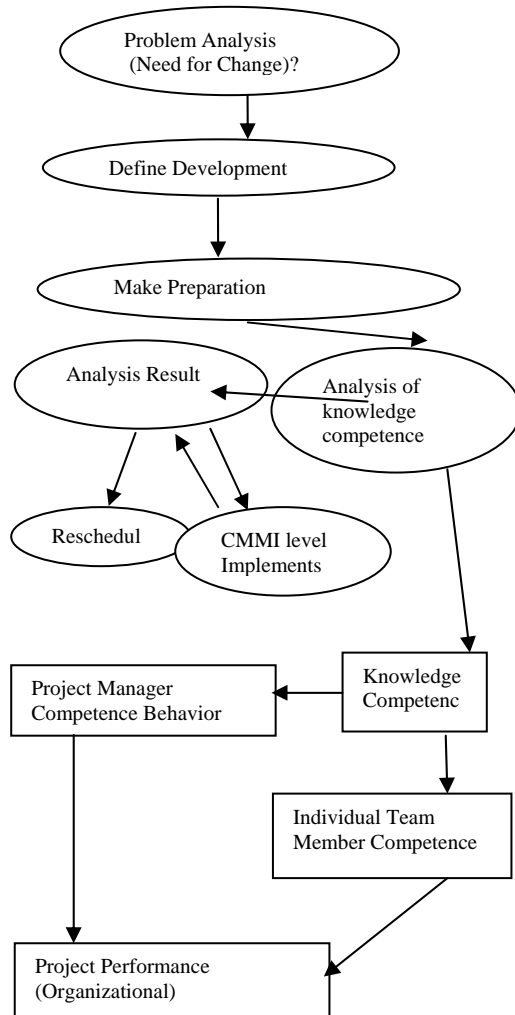 Problem Analysis
(Need for Change)?
Define Development
Make Preparation
Analysis Result
Analysis of
knowledge
competence
Reschedul
CMMI level
Implements
Knowledge
Competenc
Project Manager
Competence Behavior
Individual Team
Member Competence
Project Performance
(Organizational)